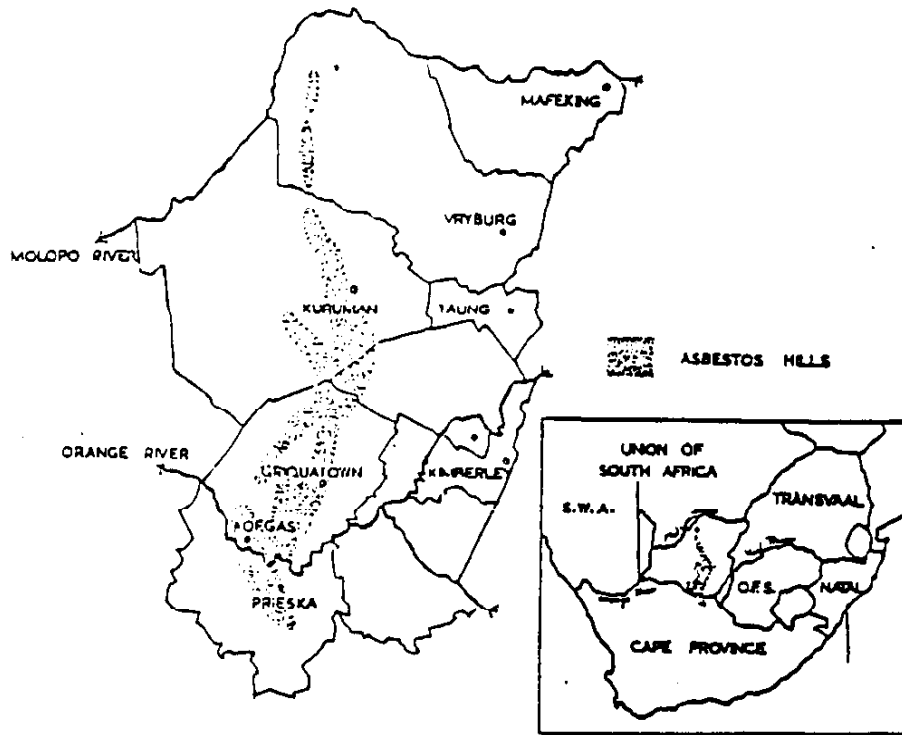 MAFEKING
VRYBURG
MOLOPO RIVER
KURUMAN
TAUNG
ASBESTOS HILLS
ORANGE RIVER
GRIQUATOWN
KIMBERLEY
PRIESKA
UNION OF
SOUTH AFRICA
S.W.A.
TRANSVAAL
O.F.S.
NATAL
CAPE PROVINCE